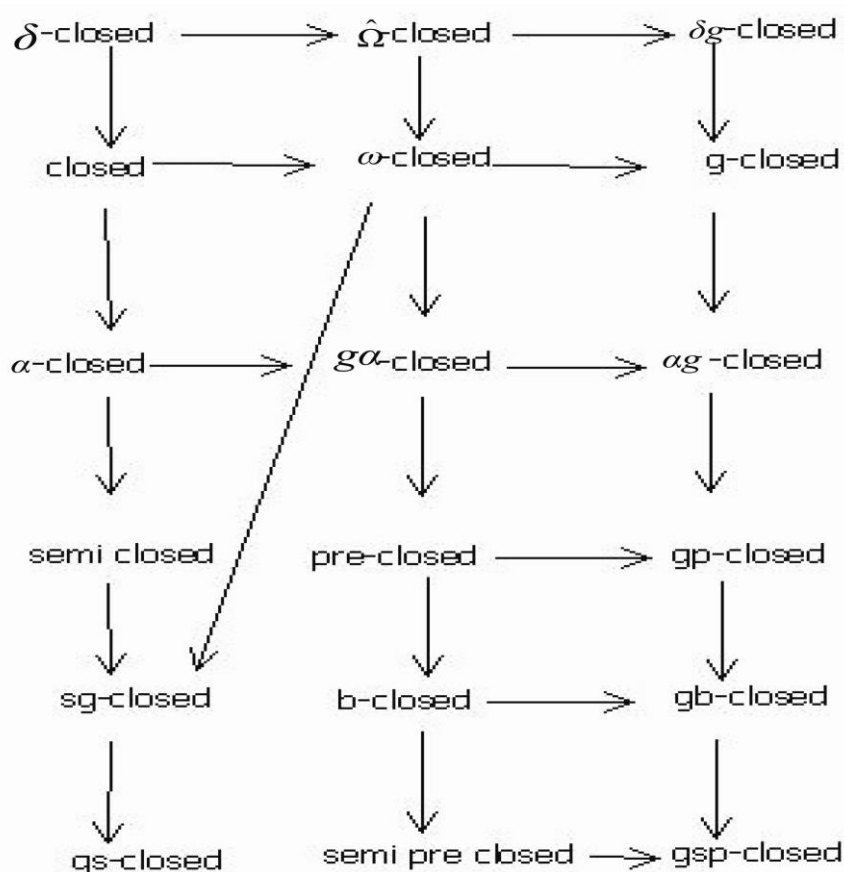 δ-closed Ω̂-closed δg-closed
closed ω-closed g-closed
α-closed gα-closed αg-closed
semi closed pre-closed gp-closed
sg-closed b-closed gb-closed
gs-closed semi pre closed gsp-closed